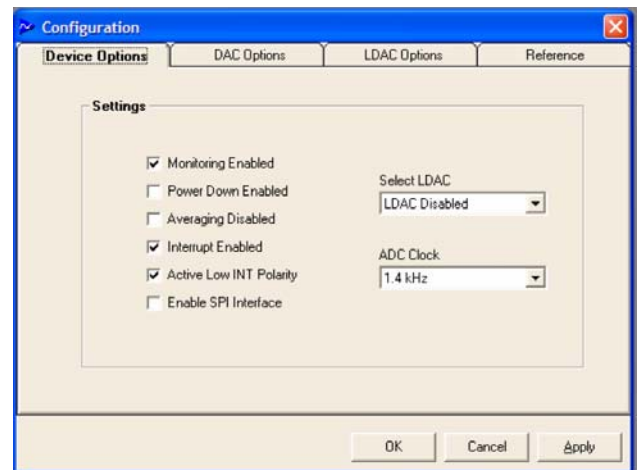 Configuration
Device Options
DAC Options
LDAC Options
Reference
Settings
Monitoring Enabled
Power Down Enabled
Averaging Disabled
Interrupt Enabled
Active Low INT Polarity
Enable SPI Interface
Select LDAC
LDAC Disabled
ADC Clock
1.4 kHz
OK
Cancel
Apply